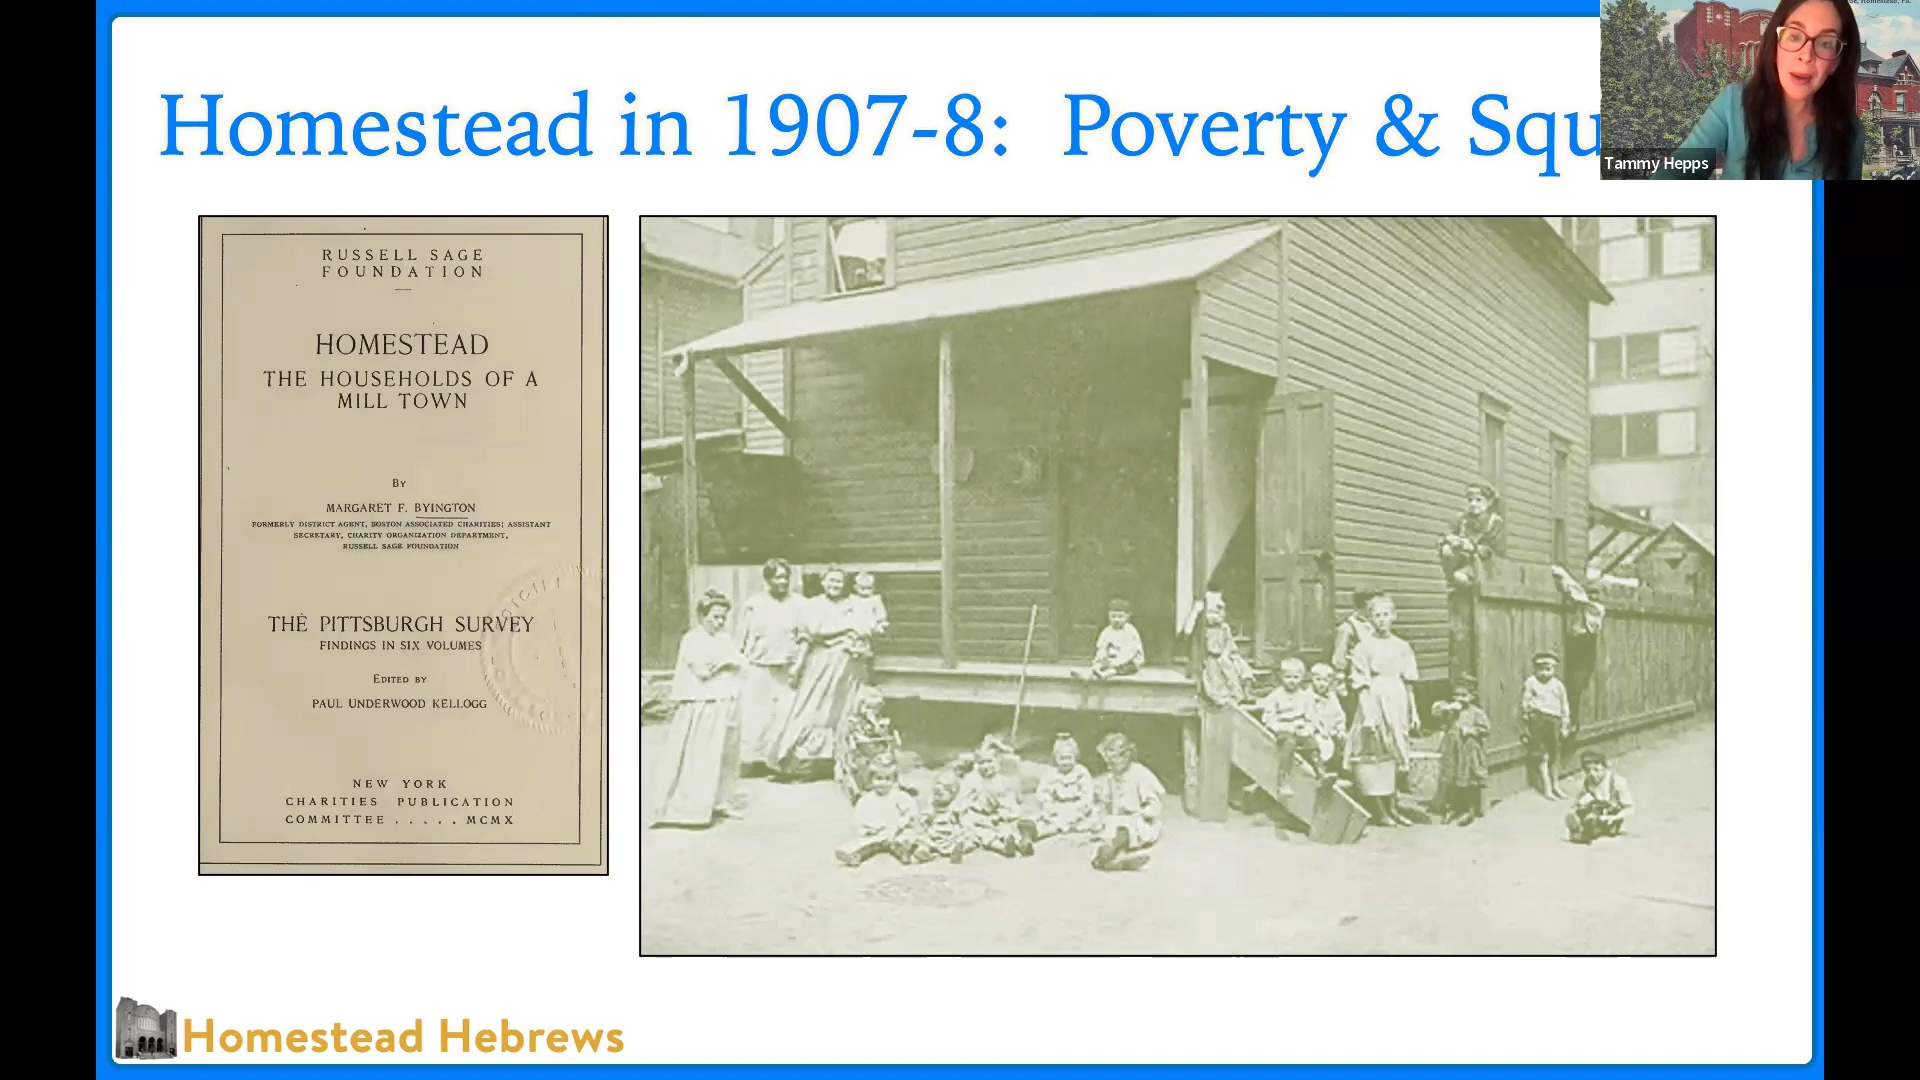 Homestead in 1907-8: Poverty & Squ
Tammy Hepps
RUSSELL SAGE
FOUNDATION
HOMESTEAD
THE HOUSEHOLDS OF A
MILL TOWN
By
MARGARET F. BYINGTON
FORMERLY DISTRICT AGENT, BOSTON ASSOCIATED CHARITIES; ASSISTANT
SECRETARY, CHARITY ORGANIZATION DEPARTMENT,
RUSSELL SAGE FOUNDATION
THE PITTSBURGH SURVEY
FINDINGS IN SIX VOLUMES
EDITED BY
PAUL UNDERWOOD KELLOGG
NEW YORK
CHARITIES PUBLICATION
COMMITTEE . . . . . MCMX
Homestead Hebrews